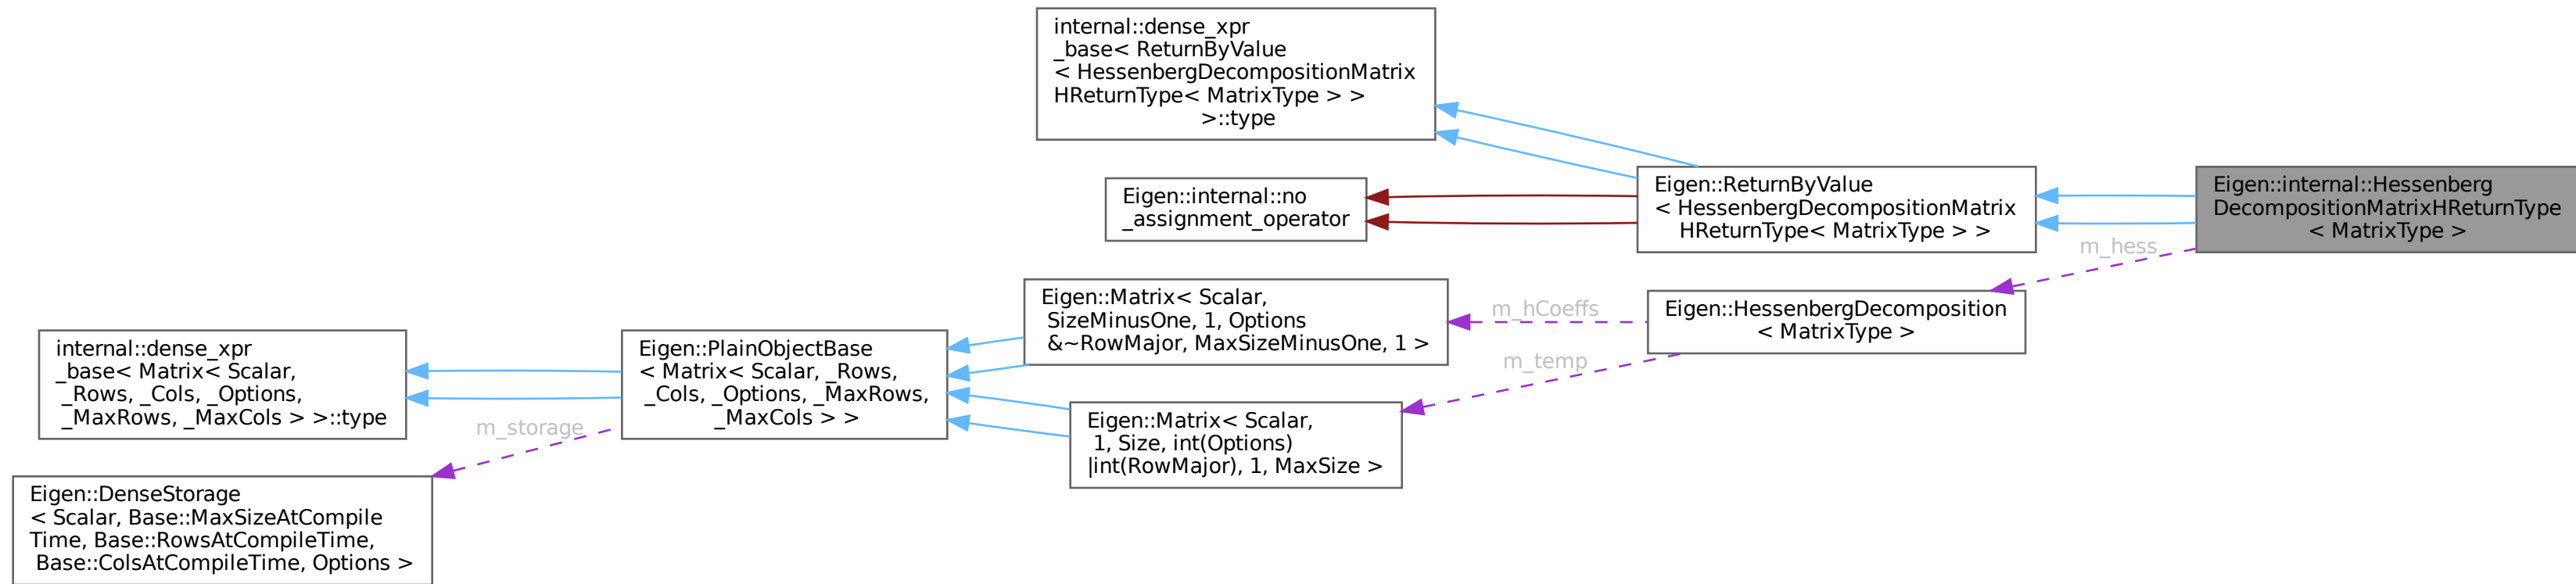 internal::dense_xpr
_base< ReturnByValue
< HessenbergDecompositionMatrix
HReturnType< MatrixType > >
>::type
Eigen::internal::no
_assignment_operator
Eigen::ReturnByValue
< HessenbergDecompositionMatrix
HReturnType< MatrixType > >
Eigen::internal::Hessenberg
DecompositionMatrixHReturnType
< MatrixType >
m_hess
Eigen::Matrix< Scalar,
SizeMinusOne, 1, Options
&~RowMajor, MaxSizeMinusOne, 1 >
m_hCoeffs
Eigen::HessenbergDecomposition
< MatrixType >
internal::dense_xpr
_base< Matrix< Scalar,
_Rows, _Cols, _Options,
_MaxRows, _MaxCols > >::type
Eigen::PlainObjectBase
< Matrix< Scalar, _Rows,
_Cols, _Options, _MaxRows,
_MaxCols > >
m_temp
Eigen::Matrix< Scalar,
1, Size, int(Options)
|int(RowMajor), 1, MaxSize >
m_storage
Eigen::DenseStorage
< Scalar, Base::MaxSizeAtCompile
Time, Base::RowsAtCompileTime,
Base::ColsAtCompileTime, Options >